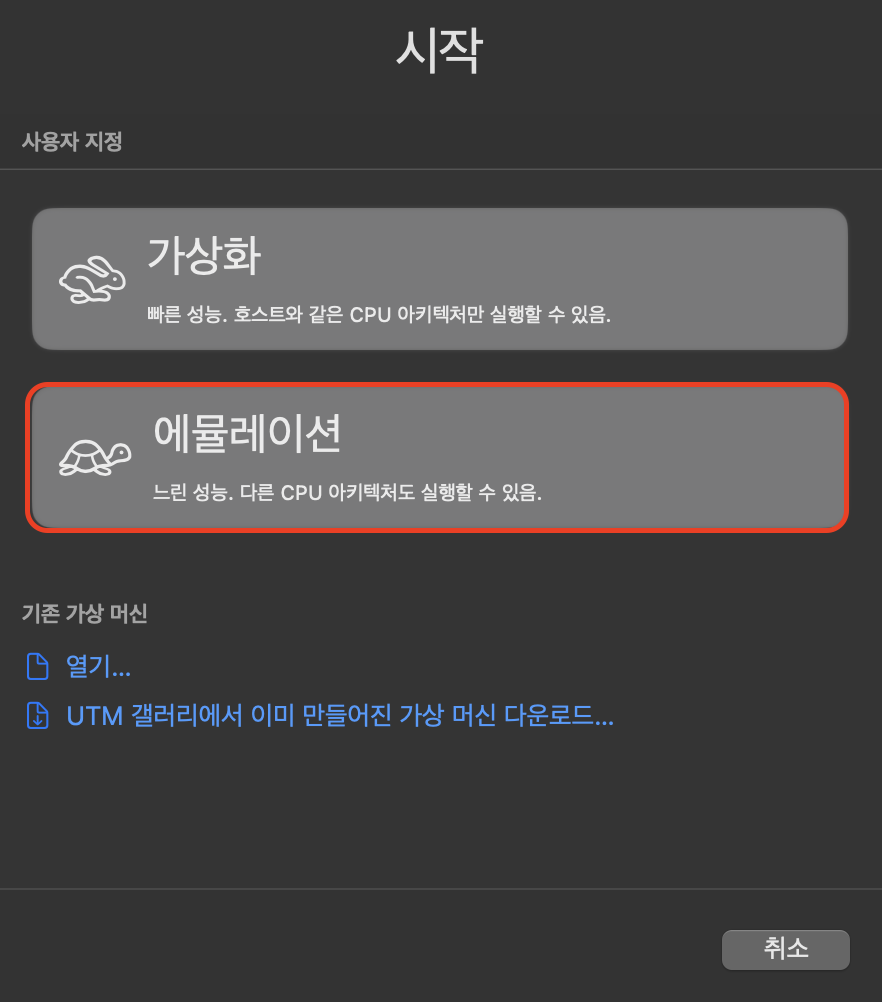 시작
사용자 지정
가상화
빠른 성능. 호스트와 같은 CPU 아키텍처만 실행할 수 있음.
에뮬레이션
느린 성능. 다른 CPU 아키텍처도 실행할 수 있음.
기존 가상 머신
열기...
UTM 갤러리에서 이미 만들어진 가상 머신 다운로드...
취소